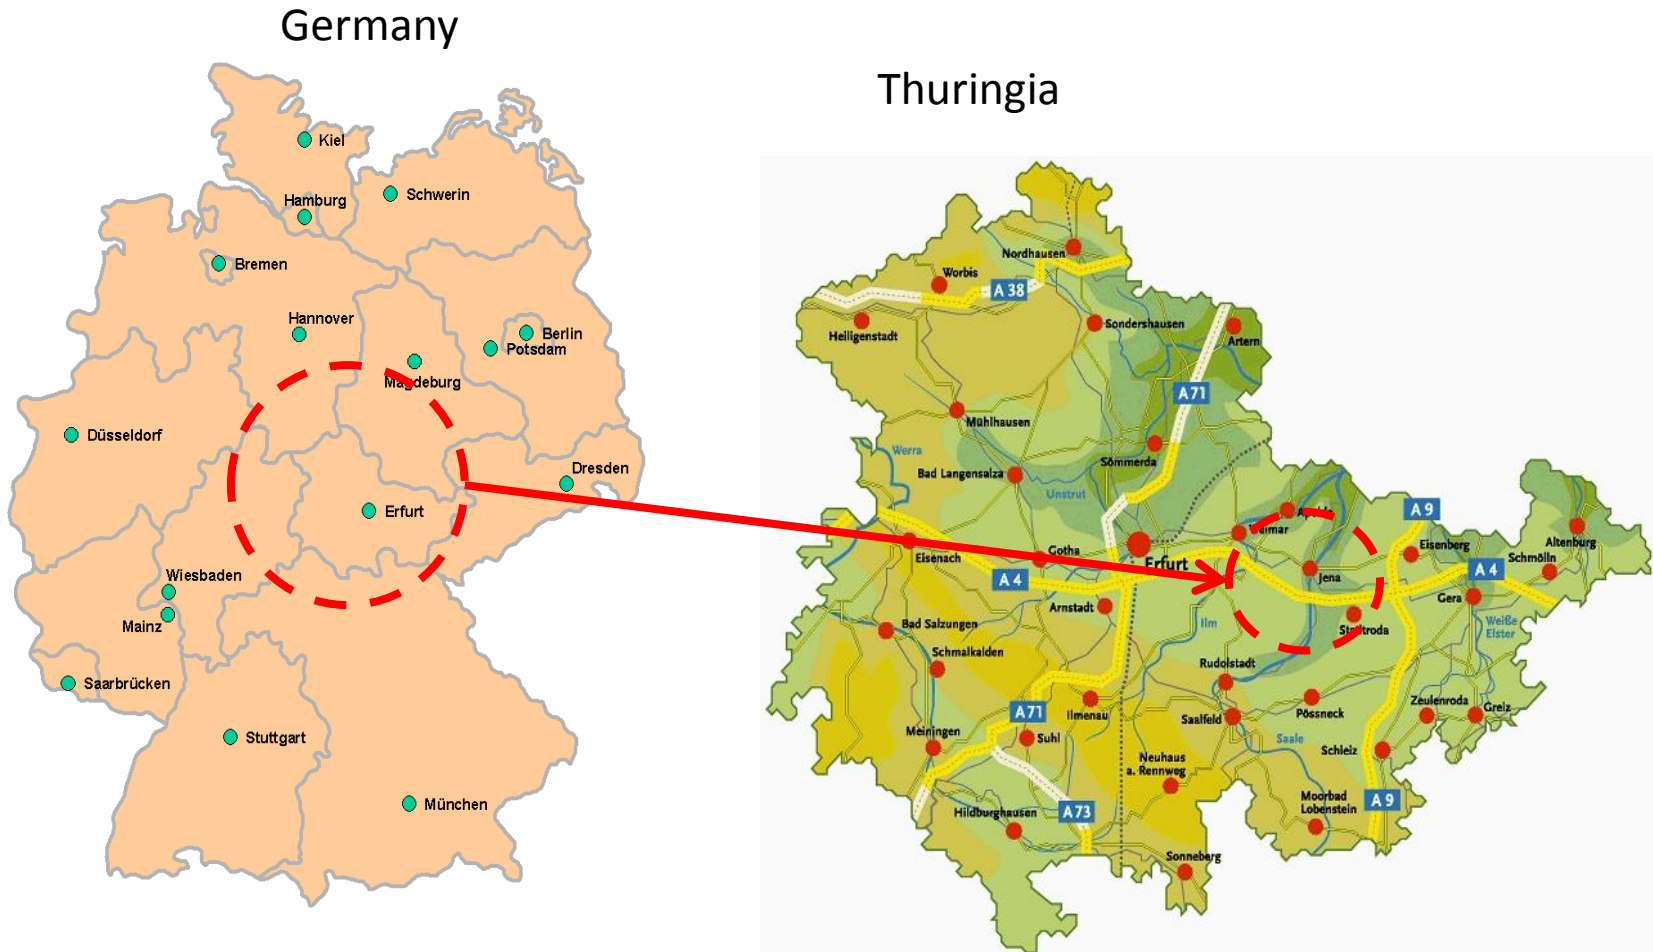 Germany
Kiel
Schwerin
Hamburg
Bremen
Hannover
Berlin
Potsdam
Magdeburg
Düsseldorf
Dresden
Erfurt
Wiesbaden
Mainz
Saarbrücken
Stuttgart
München
Thuringia
Nordhausen
Worbis
A 38
Heiligenstadt
Sondershausen
Artern
A 71
Mühlhausen
Werra
Sömmerda
Bad Langensalza
Unstrut
Apolda
A 9
Weimar
Altenburg
Eisenberg
Schmölln
Eisenach
Gotha
Erfurt
Jena
A 4
A 4
Gera
Arnstadt
Stadtroda
Weiße
Elster
Bad Salzungen
Ilm
Schmalkalden
Rudolstadt
A 71
Ilmenau
Saalfeld
Pößneck
Zeulenroda
Greiz
Meiningen
Suhl
Saale
Schleiz
Neuhaus
a. Rennweg
Moorbad
Lobenstein
A 9
Hildburghausen
A 73
Sonneberg